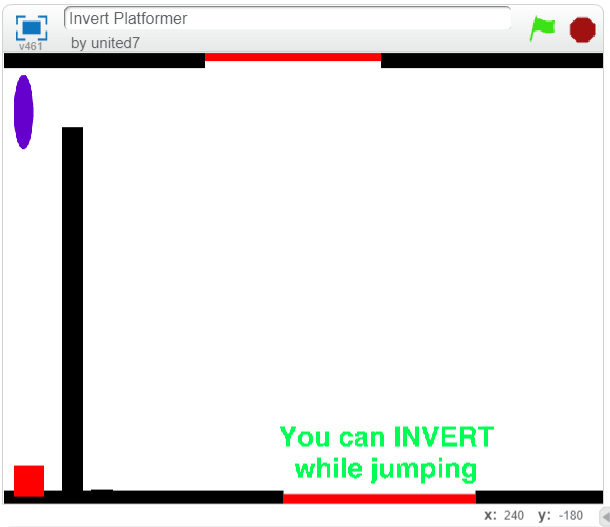 Invert Platformer
v461
by united7
You can INVERT
while jumping
x: 240 y: -180